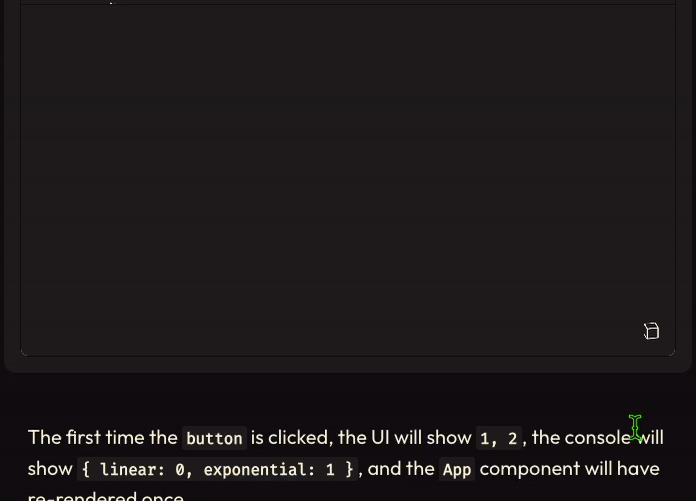 The first time the button is clicked, the UI will show 1, 2, the console will
show { linear: 0, exponential: 1 }, and the App component will have
re-rendered once